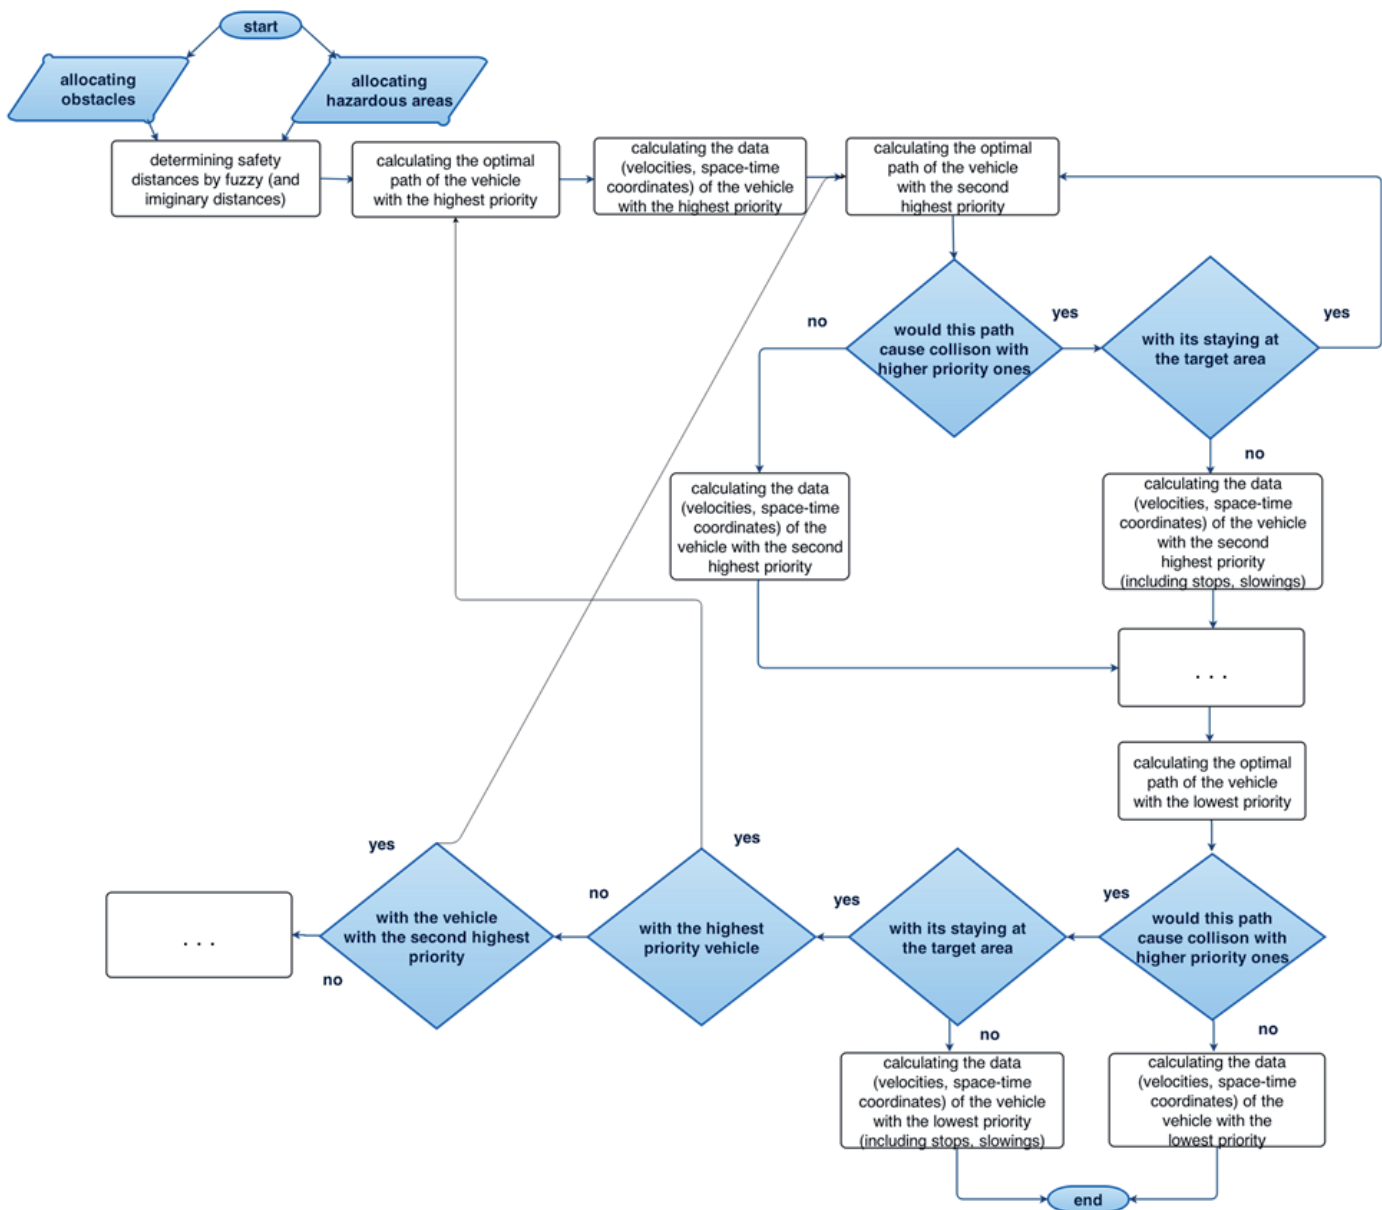 start
allocating
obstacles
allocating
hazardous areas
determining safety
distances by fuzzy (and
imiginary distances)
calculating the optimal
path of the vehicle
with the highest priority
calculating the data
(velocities, space-time
coordinates) of the vehicle
with the highest priority
calculating the optimal
path of the vehicle
with the second
highest priority
no
would this path
cause collison with
higher priority ones
yes
with its staying at
the target area
yes
no
calculating the data
(velocities, space-time
coordinates) of the
vehicle with the second
highest priority
calculating the data
(velocities, space-time
coordinates) of the vehicle
with the second
highest priority
(including stops, slowings)
. . .
calculating the optimal
path of the vehicle
with the lowest priority
would this path
cause collison with
higher priority ones
yes
no
with its staying at
the target area
yes
no
with the highest
priority vehicle
yes
no
with the vehicle
with the second highest
priority
yes
no
. . .
calculating the data
(velocities, space-time
coordinates) of the vehicle
with the lowest priority
(including stops, slowings)
calculating the data
(velocities, space-time
coordinates) of the
vehicle with the
lowest priority
end